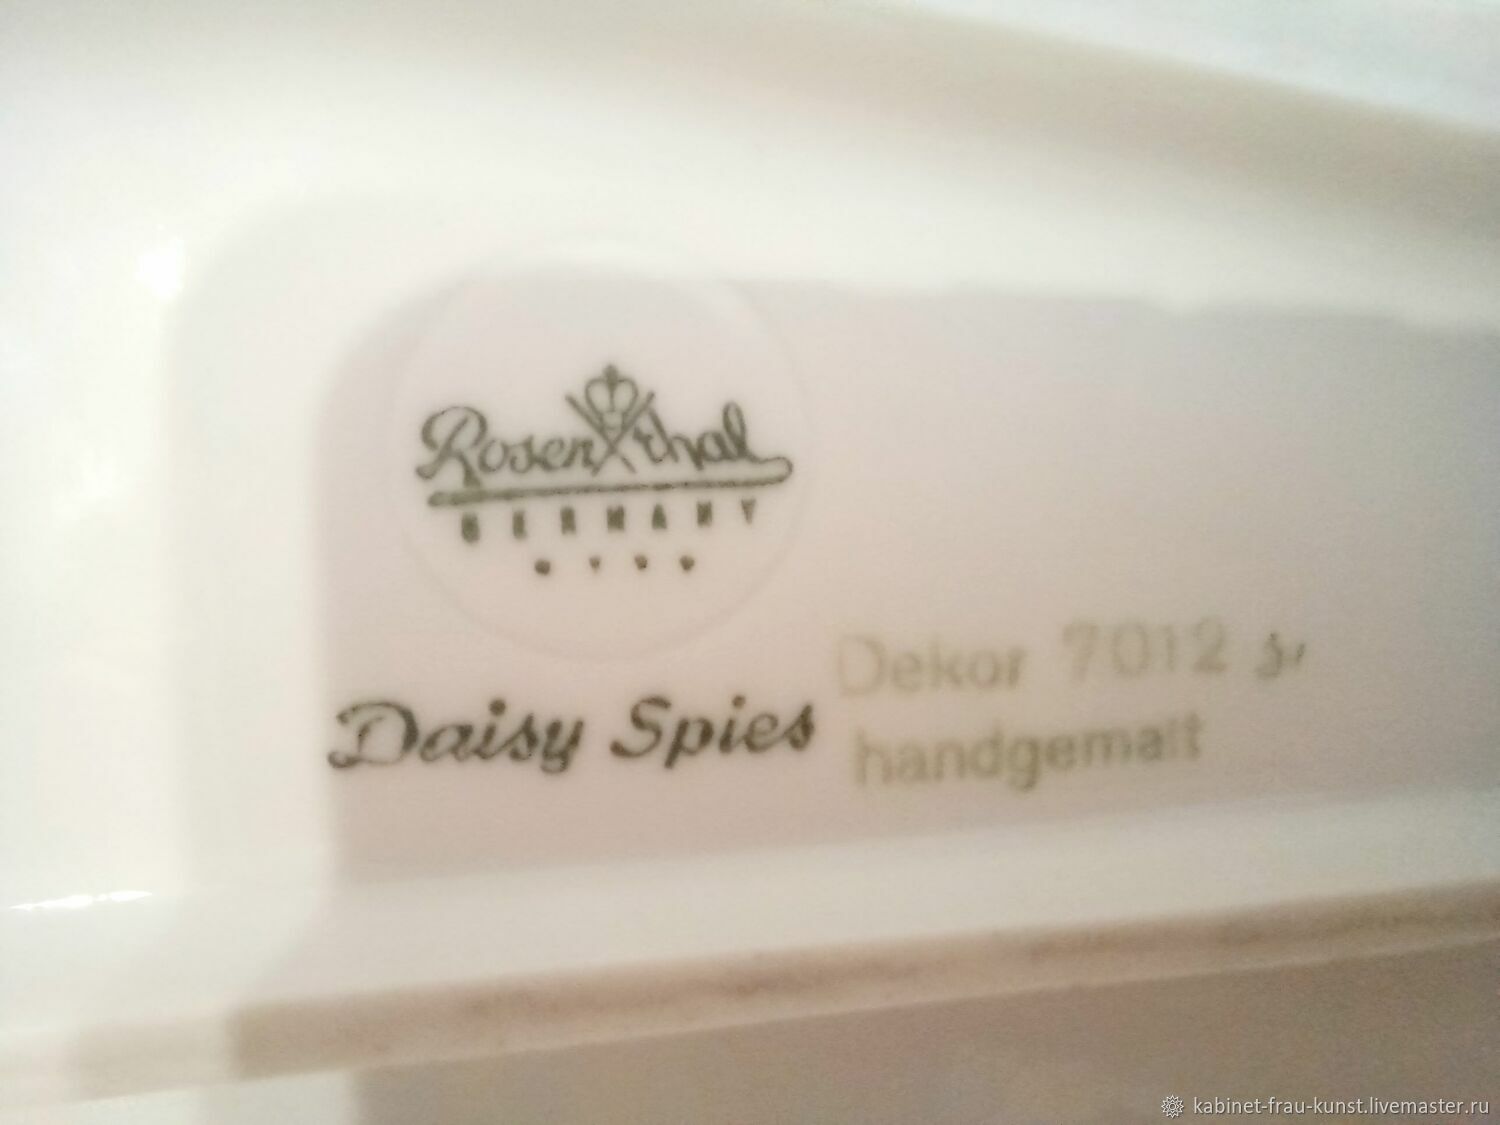 Rosenthal
GERMANY
Daisy Spies
Dekor 7012
handgemalt
kabinet-frau-kunst.livemaster.ru